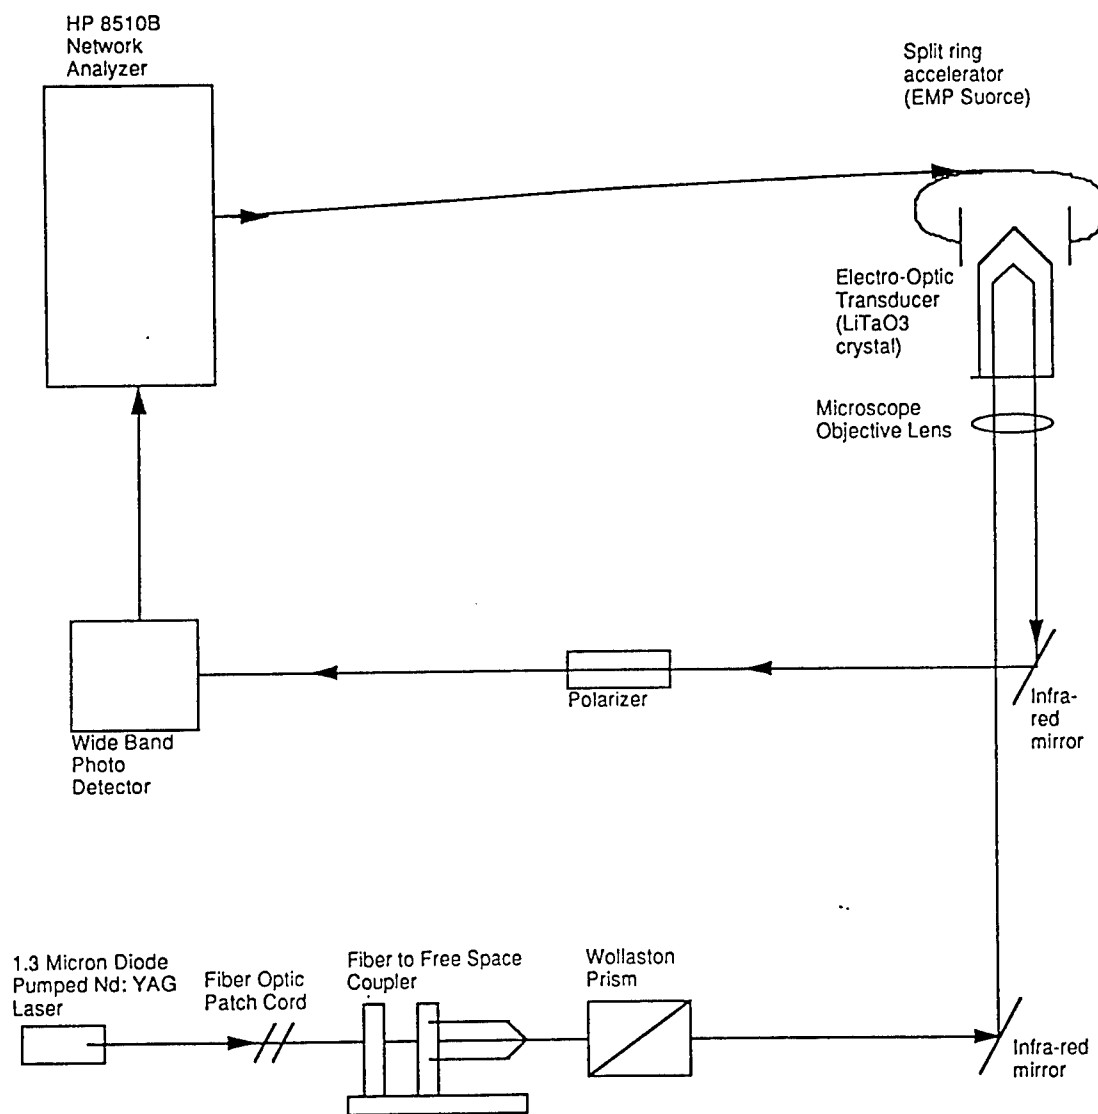 HP 8510B
Network
Analyzer
Split ring
accelerator
(EMP Suorce)
Electro-Optic
Transducer
(LiTaO3
crystal)
Microscope
Objective Lens
Polarizer
Infra-
red
mirror
Wide Band
Photo
Detector
1.3 Micron Diode
Pumped Nd: YAG
Laser
Fiber Optic
Patch Cord
Fiber to Free Space
Coupler
Wollaston
Prism
Infra-red
mirror